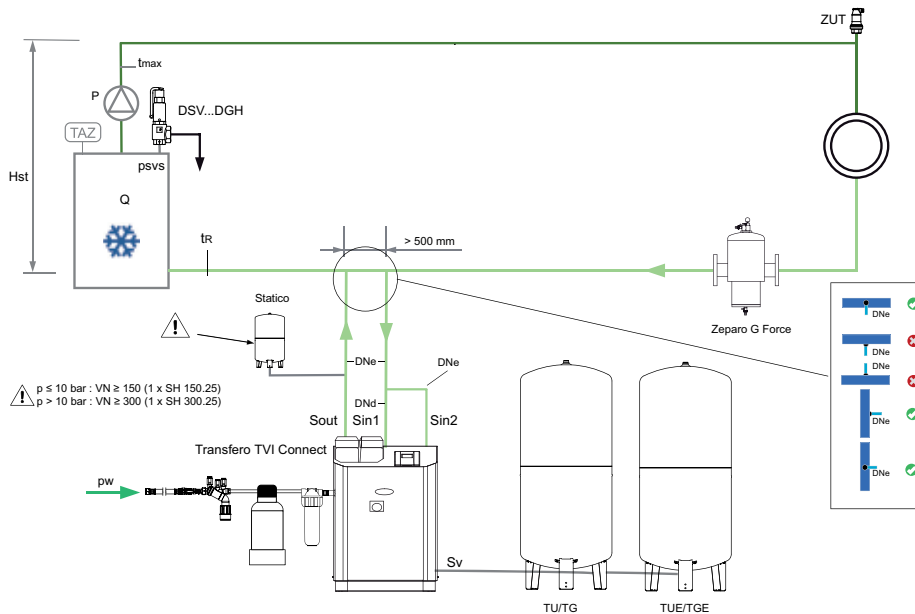 ZUT
tmax
P
DSV...DGH
TAZ
psvs
Hst
Q
tR
> 500 mm
Statico
Zeparo G Force
DNe
DNe
DNe
DNe
DNe
DNe
DNe
DNd
p ≤ 10 bar : VN ≥ 150 (1 x SH 150.25)
p > 10 bar : VN ≥ 300 (1 x SH 300.25)
Sout
Sin1
Sin2
Transfero TVI Connect
pw
Sv
TU/TG
TUE/TGE